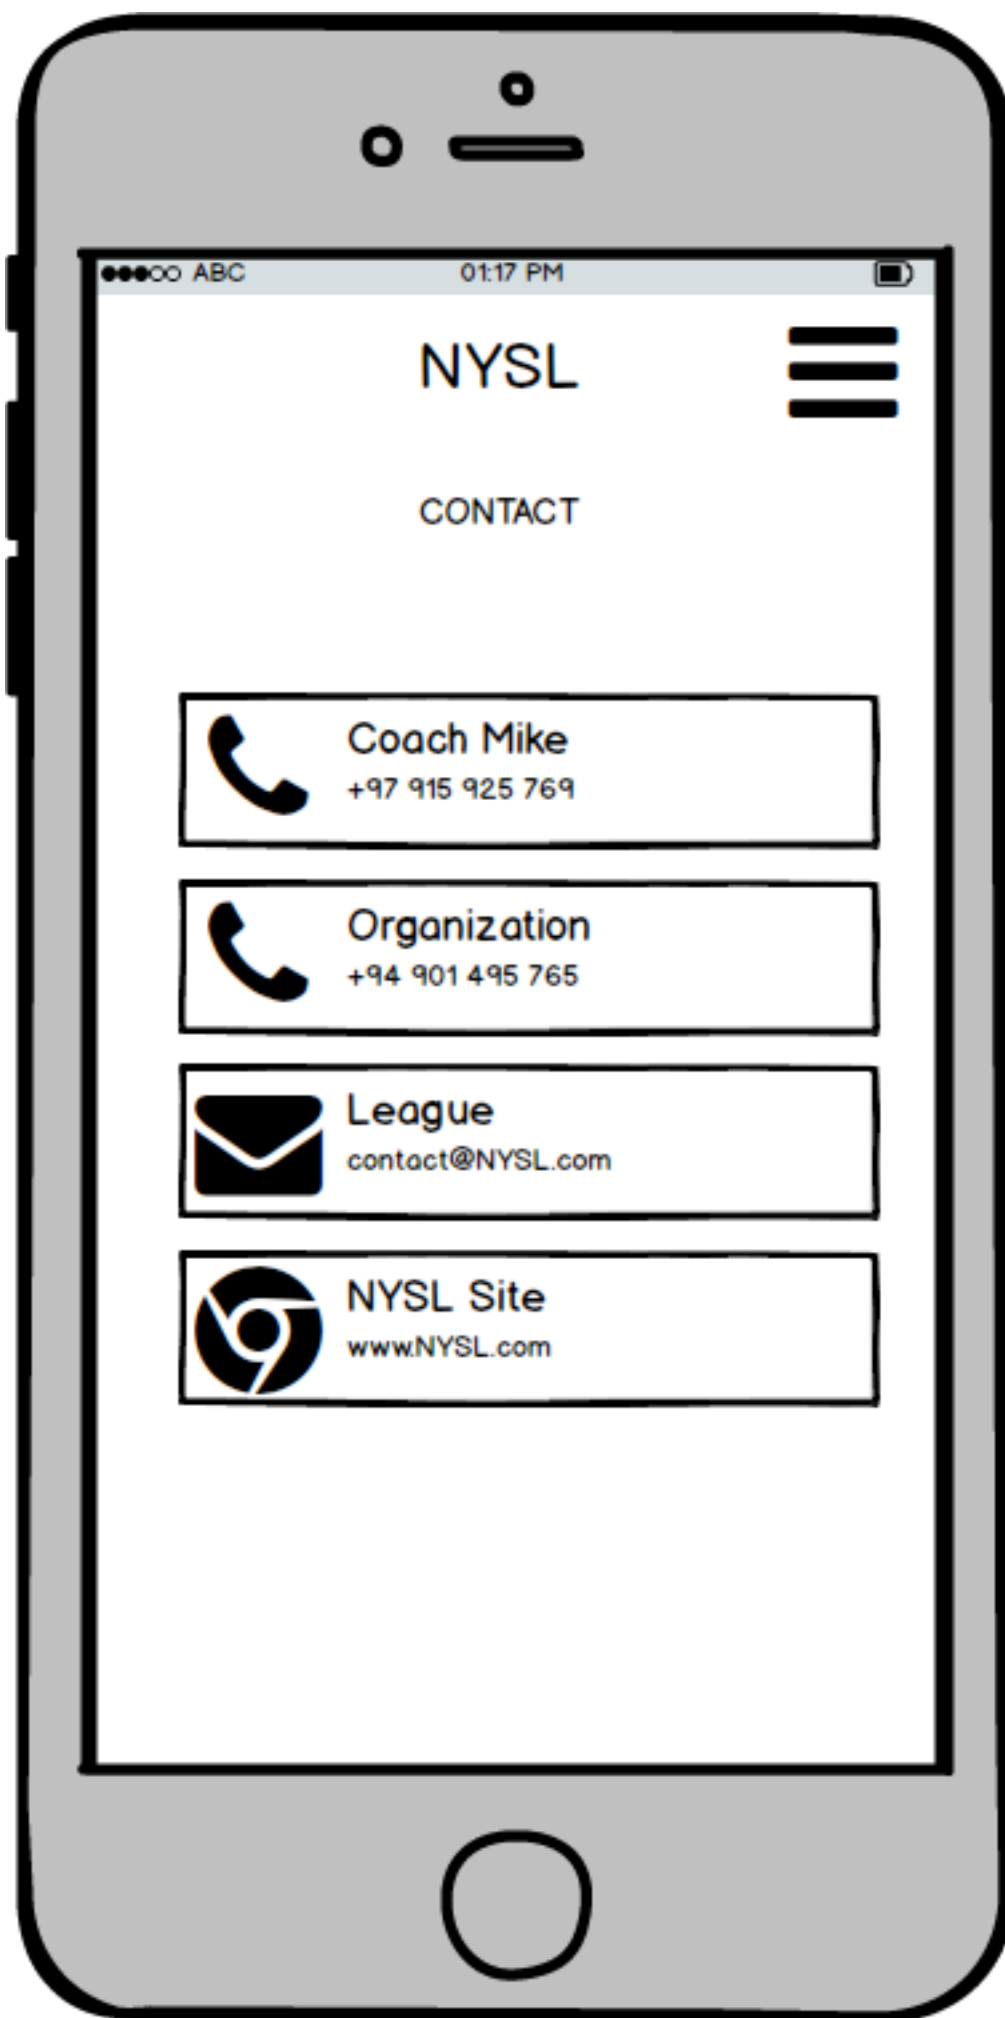 ABC
01:17 PM
NYSL
CONTACT
Coach Mike
+97 915 925 769
Organization
+94 901 495 765
League
contact@NYSL.com
NYSL Site
www.NYSL.com